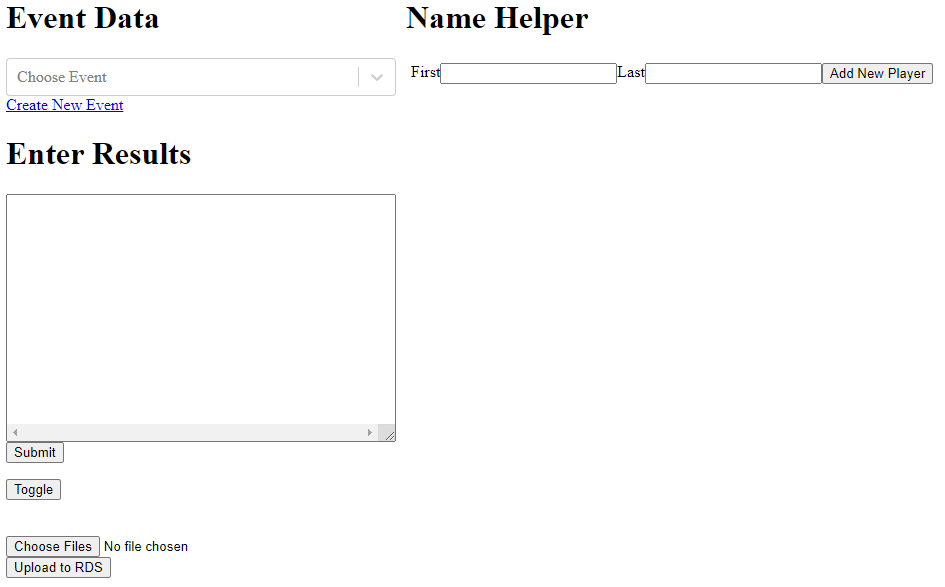 Event Data
Choose Event
Create New Event
Enter Results
Submit
Toggle
Choose Files No file chosen
Upload to RDS
Name Helper
First Last Add New Player